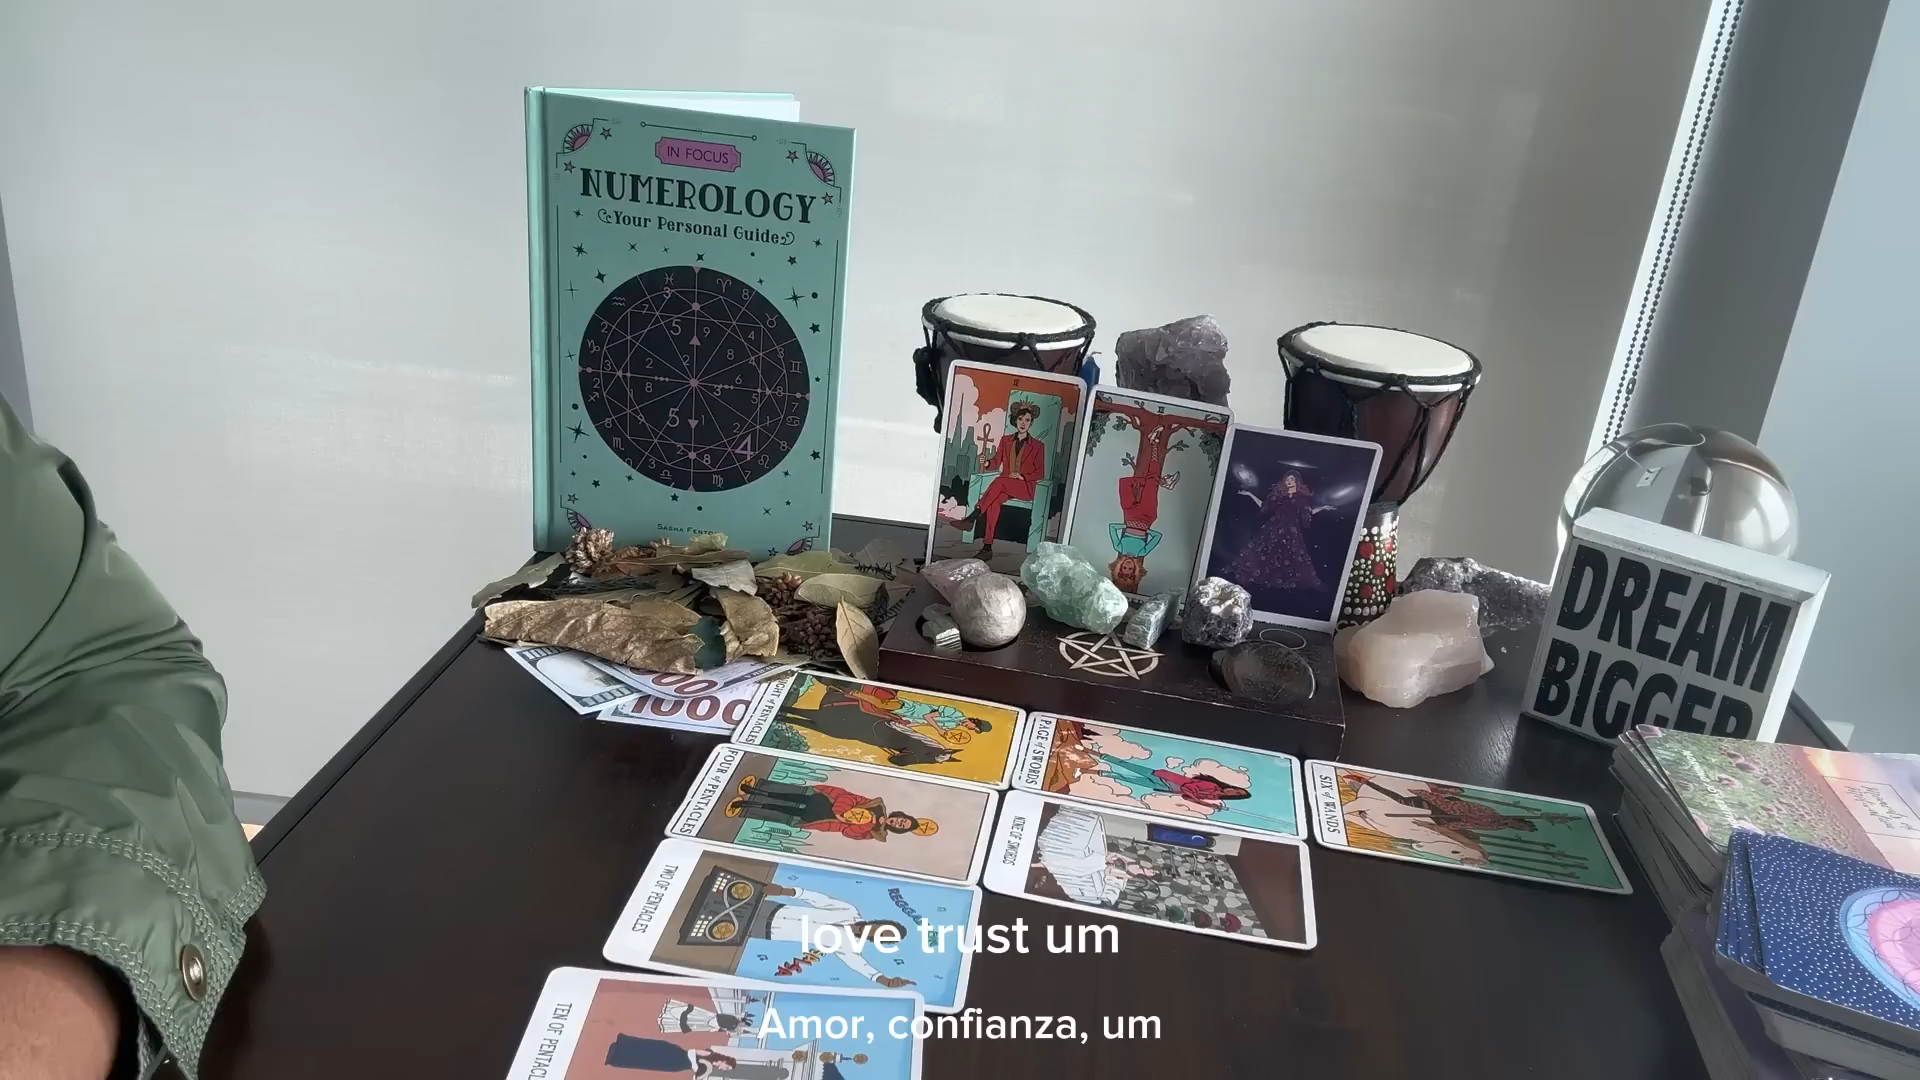 IN FOCUS
NUMEROLOGY
Your Personal Guide
DREAM
BIGGER
PAGE of SWORDS
SIX of WANDS
FOUR of PENTACLES
NINE OF SWORDS
TWO OF PENTACLES
love trust um
Amor, confianza, um
TEN OF